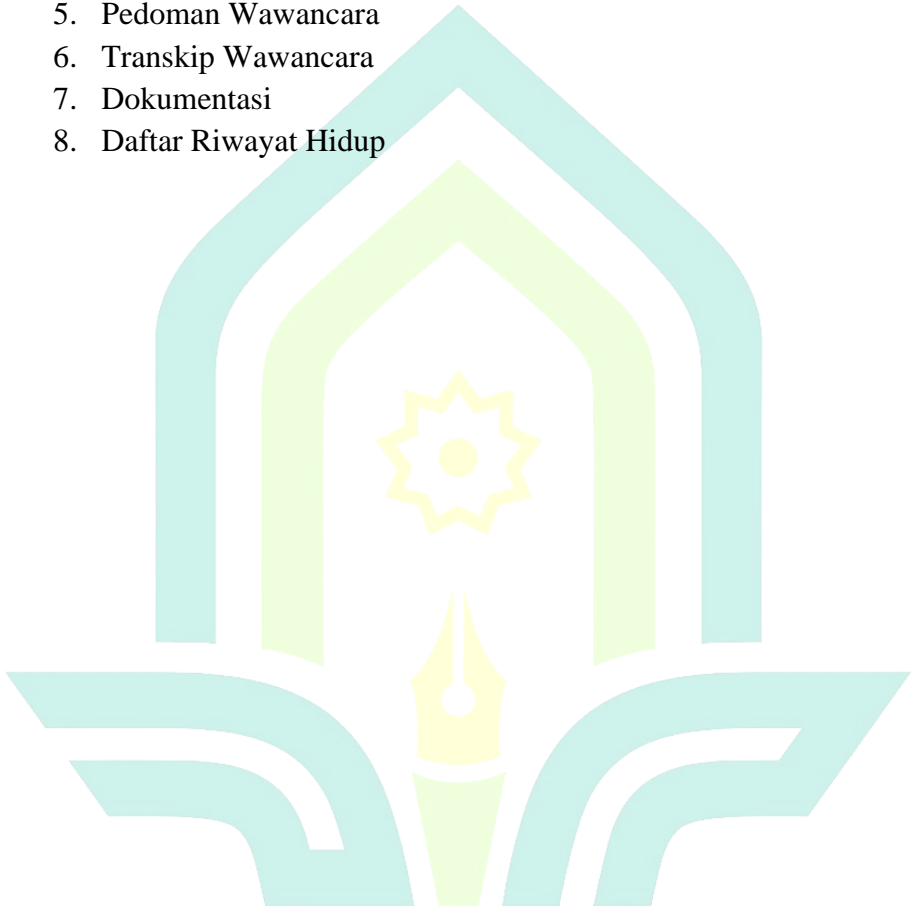 5. Pedoman Wawancara
6. Transkip Wawancara
7. Dokumentasi
8. Daftar Riwayat Hidup